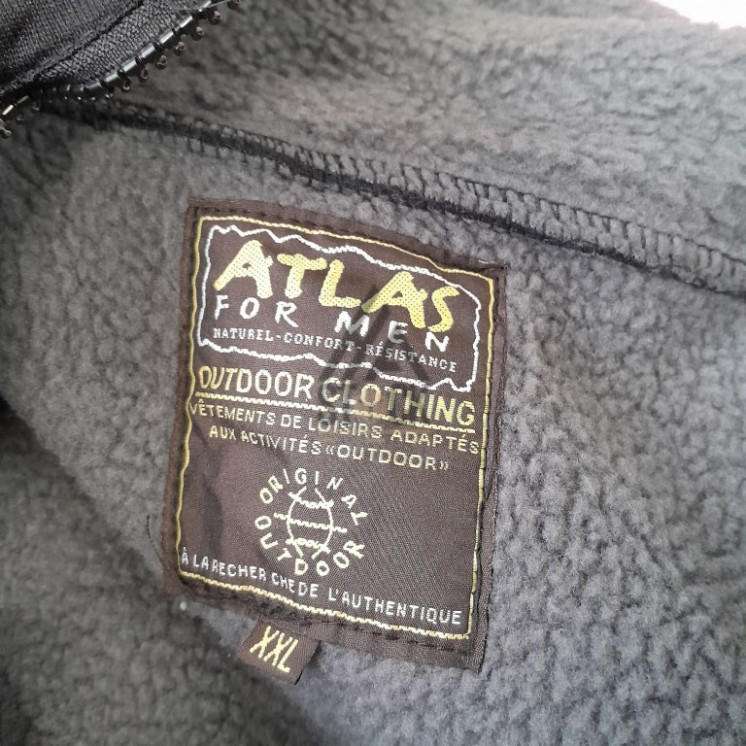 ATLAS
FOR MEN
NATUREL-CONFORT-RÉSISTANCE
OUTDOOR CLOTHING
VÊTEMENTS DE LOISIRS ADAPTÉS
AUX ACTIVITÉS «OUTDOOR»
ORIGINAL
OUTDOOR
À LA RECHER CHE DE L'AUTHENTIQUE
XXL